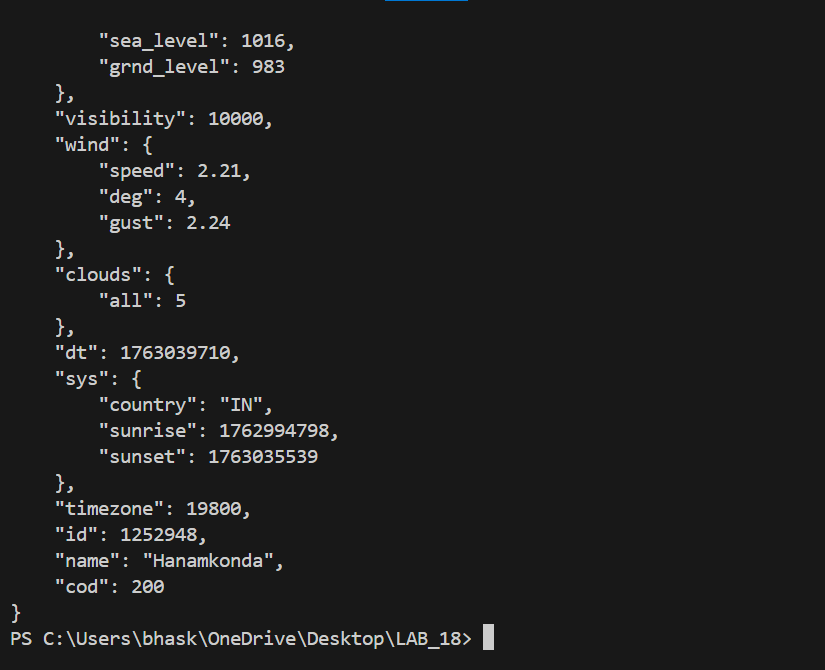 "sea_level": 1016,
        "grnd_level": 983
    },
    "visibility": 10000,
    "wind": {
        "speed": 2.21,
        "deg": 4,
        "gust": 2.24
    },
    "clouds": {
        "all": 5
    },
    "dt": 1763039710,
    "sys": {
        "country": "IN",
        "sunrise": 1762994798,
        "sunset": 1763035539
    },
    "timezone": 19800,
    "id": 1252948,
    "name": "Hanamkonda",
    "cod": 200
}
PS C:\Users\bhask\OneDrive\Desktop\LAB_18>